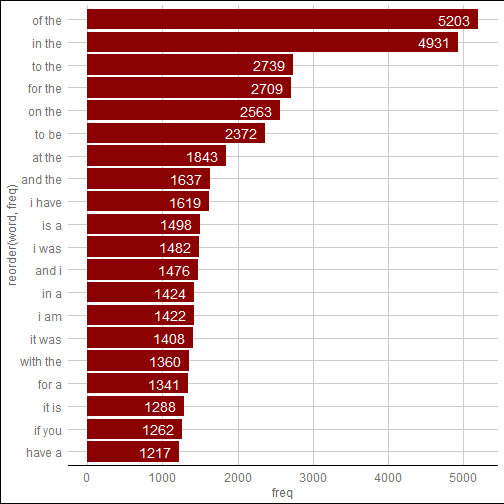 of the 5203
in the 4931
to the 2739
for the 2709
on the 2563
to be 2372
at the 1843
and the 1637
i have 1619
is a 1498
i was 1482
and i 1476
in a 1424
i am 1422
it was 1408
with the 1360
for a 1341
it is 1288
if you 1262
have a 1217
reorder(word, freq)
0 1000 2000 3000 4000 5000
freq